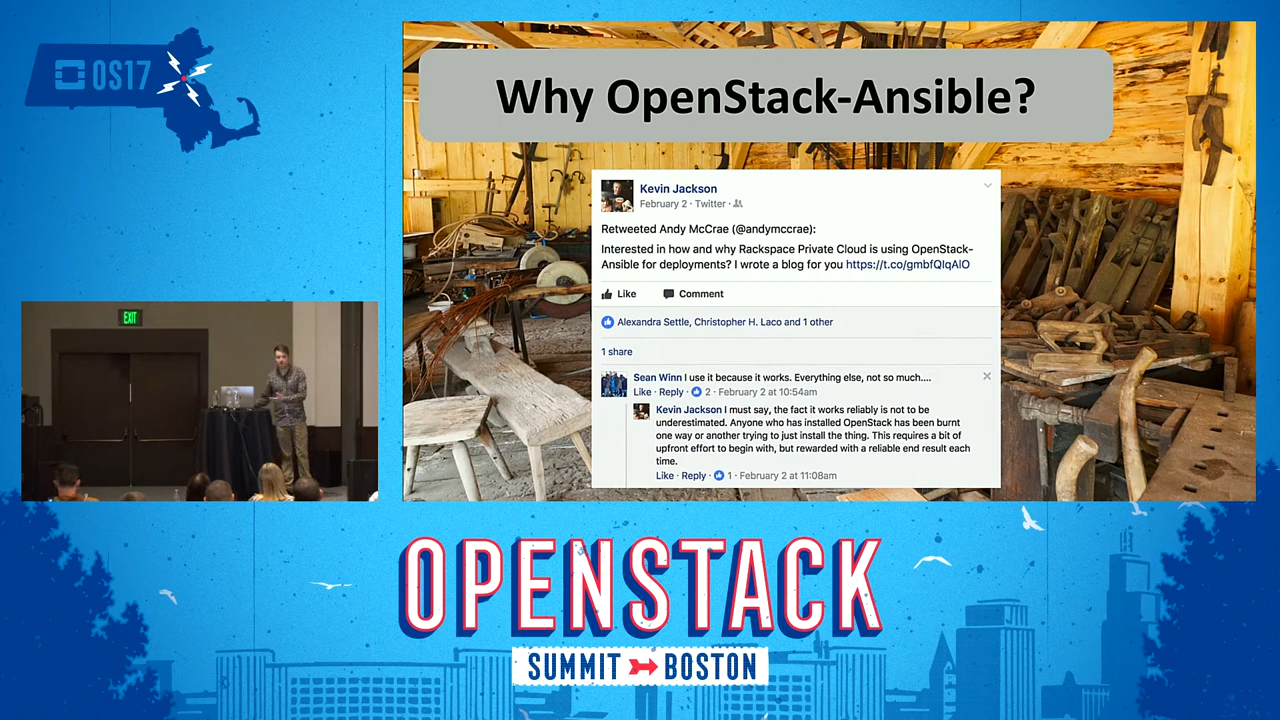 OS17
Why OpenStack-Ansible?
Kevin Jackson
February 2 · Twitter ·
Retweeted Andy McCrae (@andymccrae):
Interested in how and why Rackspace Private Cloud is using OpenStack-
Ansible for deployments? I wrote a blog for you https://t.co/gmbfQlqAlO
Like Comment
Alexandra Settle, Christopher H. Laco and 1 other
1 share
Sean Winn I use it because it works. Everything else, not so much....
Like · Reply · 2 · February 2 at 10:54am
Kevin Jackson I must say, the fact it works reliably is not to be
underestimated. Anyone who has installed OpenStack has been burnt
one way or another trying to just install the thing. This requires a bit of
upfront effort to begin with, but rewarded with a reliable end result each
time.
Like · Reply · 1 · February 2 at 11:08am
EXIT
OPENSTACK
SUMMIT BOSTON